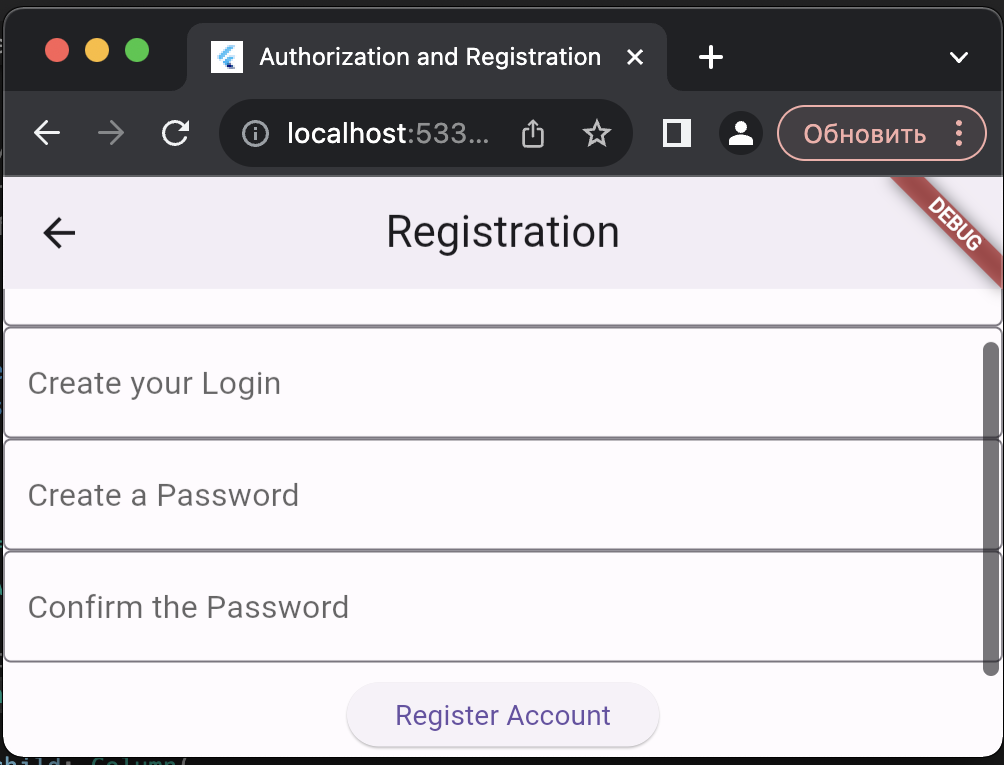 Authorization and Registration
localhost:533...
Обновить
Registration
DEBUG
Create your Login
Create a Password
Confirm the Password
Register Account
child: Column(